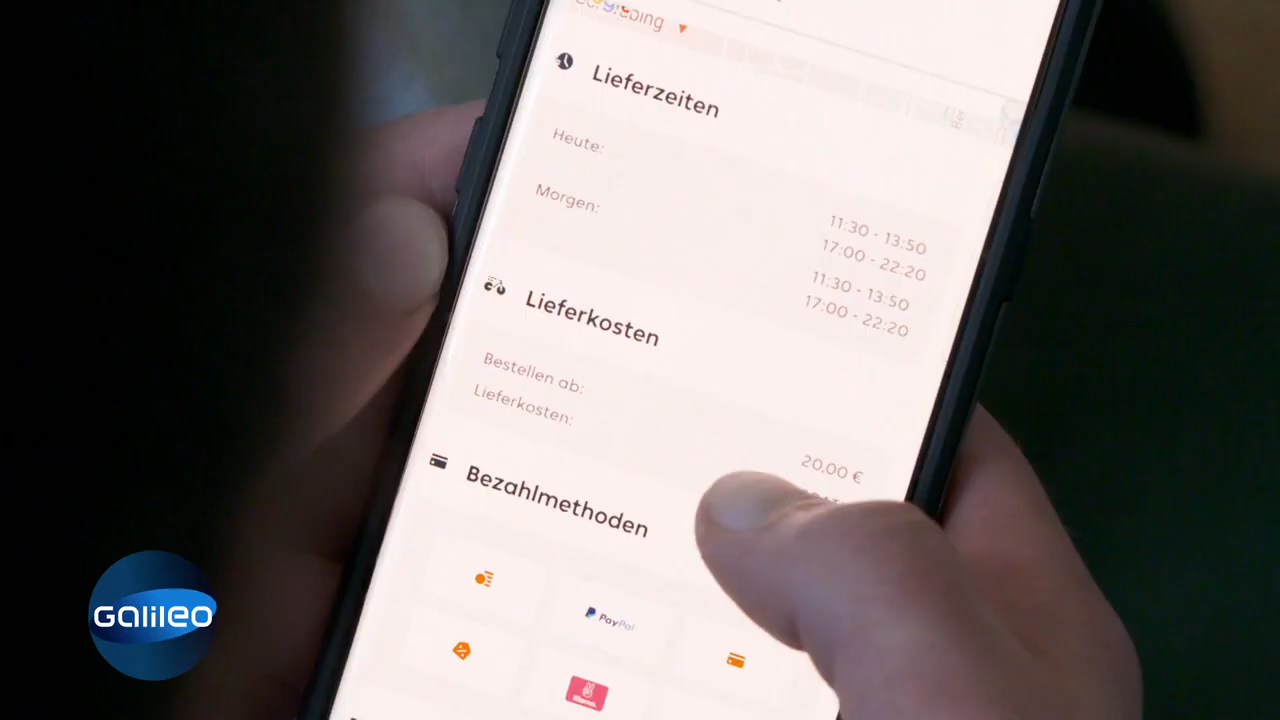 Lieferzeiten
Heute:
11:30 - 13:50
17:00 - 22:20
Morgen:
11:30 - 13:50
17:00 - 22:20
Lieferkosten
Bestellen ab:
20,00 €
Lieferkosten:
Bezahlmethoden
PayPal
Klarna.
GALILEO